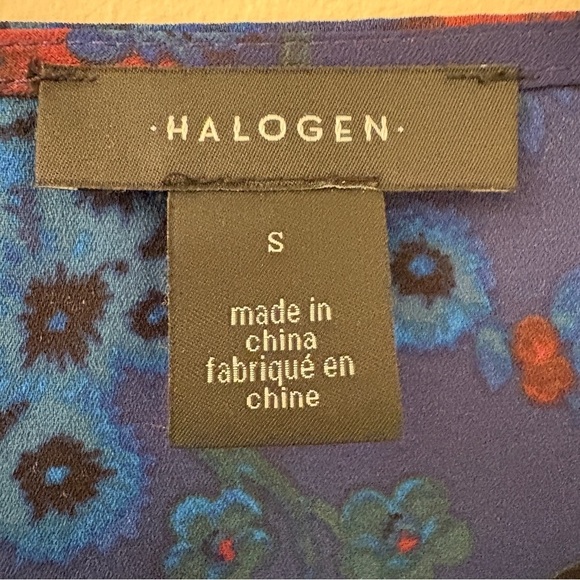 ·HALOGEN·
S
made in
china
fabriqué en
chine